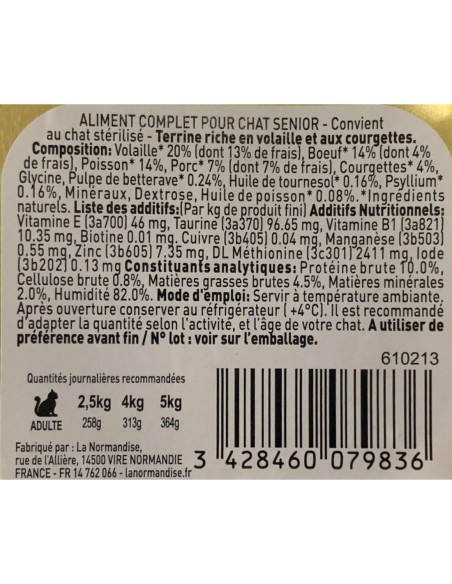 ALIMENT COMPLET POUR CHAT SENIOR - Convient
au chat stérilisé - Terrine riche en volaille et aux courgettes.
Composition: Volaille* 20% (dont 13% de frais), Boeuf* 14% (dont 4%
de frais), Poisson* 14%, Porc* 7% (dont 7% de frais), Courgettes* 4%,
Glycine, Pulpe de betterave* 0.24%, Huile de tournesol* 0.16%, Psyllium*
0.16%, Minéraux, Dextrose, Huile de poisson* 0.08%. *Ingrédients
naturels. Liste des additifs:(Par kg de produit fini) Additifs Nutritionnels:
Vitamine E (3a700) 46 mg, Taurine (3a370) 96.65 mg, Vitamine B1 (3a821)
10.35 mg, Biotine 0.01 mg. Cuivre (3b405) 0.04 mg, Manganèse (3b503)
0.55 mg, Zinc (3b605) 7.35 mg, DL Méthionine (3c301) 2411 mg, Iode
(3b202) 0.13 mg Constituants analytiques: Protéine brute 10.0%,
Cellulose brute 0.8%, Matières grasses brutes 4.5%, Matières minérales
2.0%, Humidité 82.0%. Mode d'emploi: Servir à température ambiante.
Après ouverture conserver au réfrigérateur ( +4°C). Il est recommandé
d'adapter la quantité selon l'activité, et l'âge de votre chat. A utiliser de
préférence avant fin / N° lot : voir sur l'emballage.
610213
Quantités journalières recommandées
2,5kg 4kg 5kg
ADULTE 258g 313g 364g
Fabriqué par : La Normandise,
rue de l'Allière, 14500 VIRE NORMANDIE
FRANCE - FR 14 762 066 - lanormandise.fr
3 428460 079836